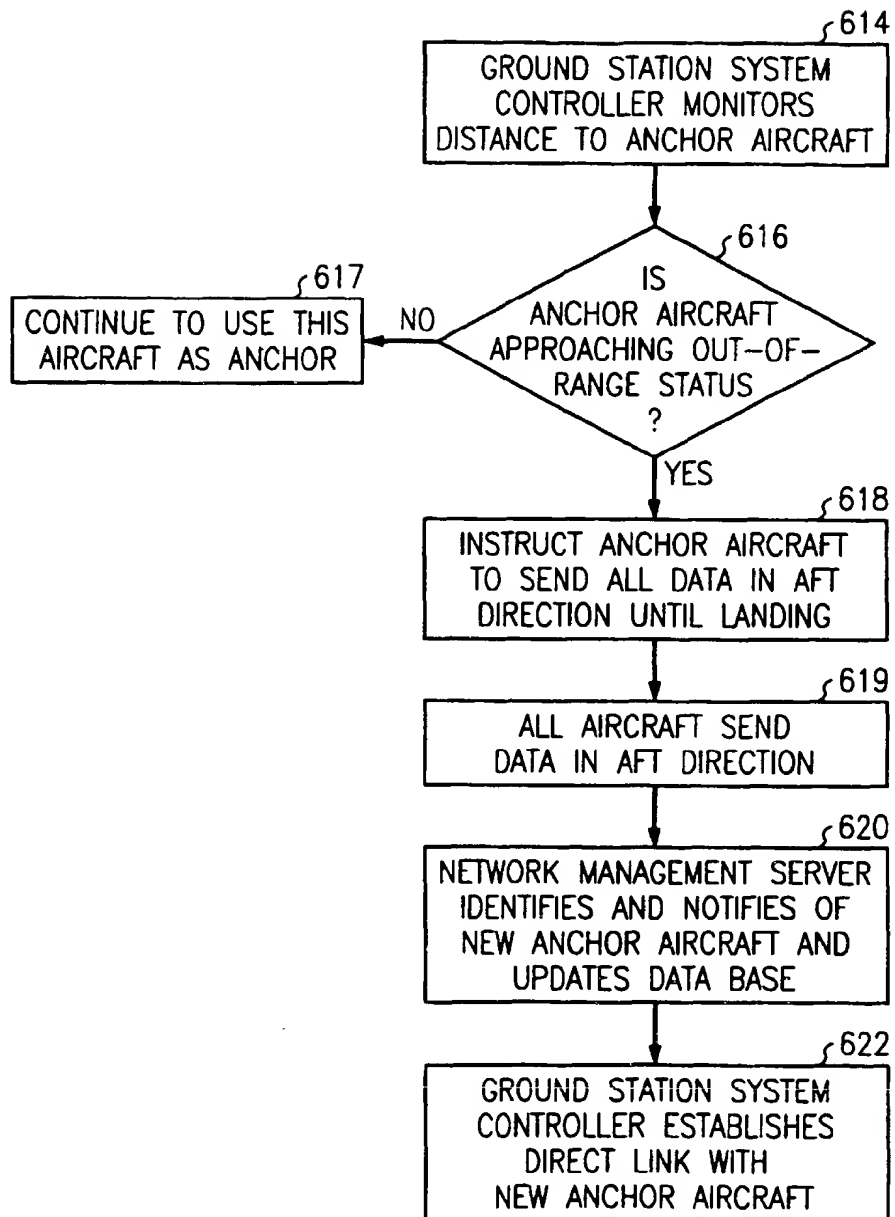 614
GROUND STATION SYSTEM
CONTROLLER MONITORS
DISTANCE TO ANCHOR AIRCRAFT
616
IS
ANCHOR AIRCRAFT
APPROACHING OUT-OF-
RANGE STATUS
?
NO
617
CONTINUE TO USE THIS
AIRCRAFT AS ANCHOR
YES
618
INSTRUCT ANCHOR AIRCRAFT
TO SEND ALL DATA IN AFT
DIRECTION UNTIL LANDING
619
ALL AIRCRAFT SEND
DATA IN AFT DIRECTION
620
NETWORK MANAGEMENT SERVER
IDENTIFIES AND NOTIFIES OF
NEW ANCHOR AIRCRAFT AND
UPDATES DATA BASE
622
GROUND STATION SYSTEM
CONTROLLER ESTABLISHES
DIRECT LINK WITH
NEW ANCHOR AIRCRAFT